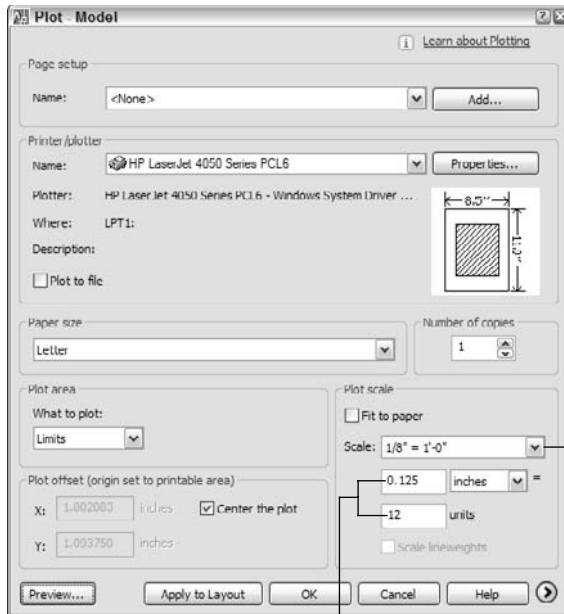 Plot - Model
Learn about Plotting
Page setup
Name: <None> Add...
Printer/plotter
Name: HP LaserJet 4050 Series PCL6 Properties...
Plotter: HP LaserJet 4050 Series PCL6 - Windows System Driver ...
Where: LPT1:
Description:
Plot to file
8.5"
11.0"
Paper size
Letter
Number of copies
1
Plot area
What to plot:
Limits
Plot scale
Fit to paper
Scale: 1/8" = 1'-0"
0.125 inches =
12 units
Scale lineweights
Plot offset (origin set to printable area)
X: 1.802083 inches Center the plot
Y: 1.093750 inches
Preview... Apply to Layout OK Cancel Help